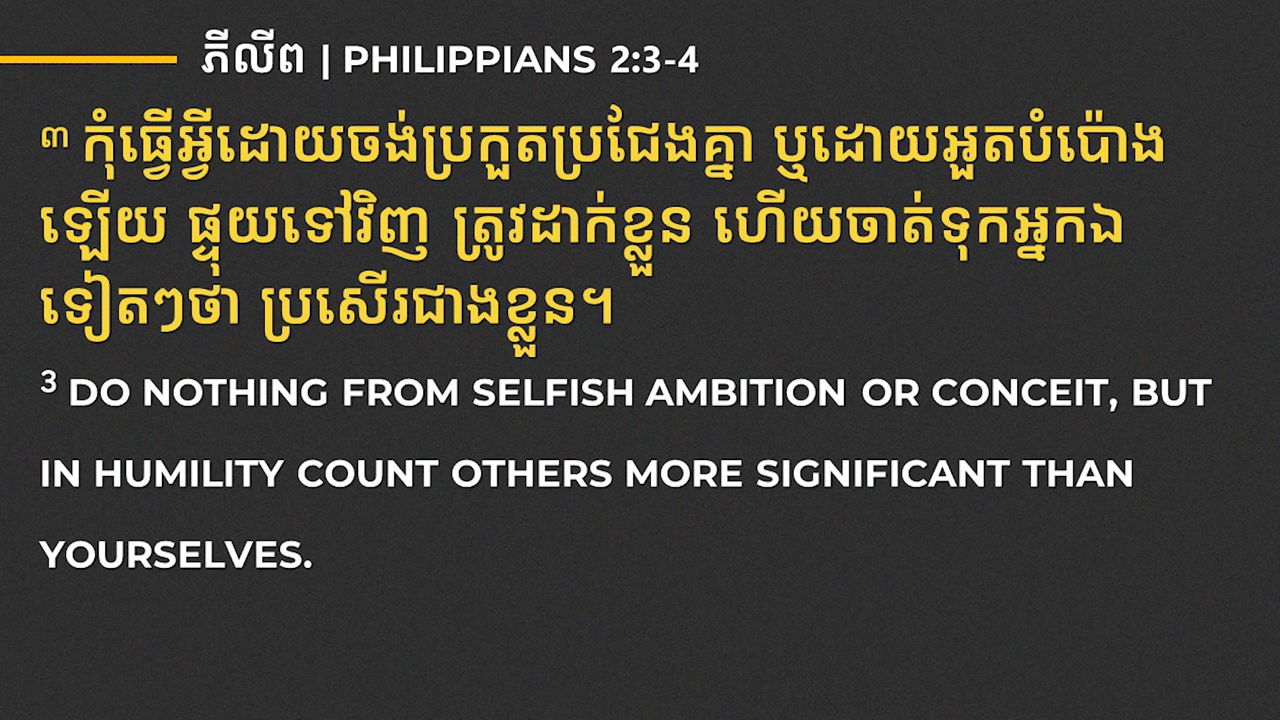 ភីលីព | PHILIPPIANS 2:3-4
៣ កុំធ្វើអ្វីដោយចង់ប្រកួតប្រជែងគ្នា ឬដោយអួតបំប៉ោង
ឡើយ ផ្ទុយទៅវិញ ត្រូវដាក់ខ្លួន ហើយចាត់ទុកអ្នកឯ
ទៀតៗថា ប្រសើរជាងខ្លួន។
3 DO NOTHING FROM SELFISH AMBITION OR CONCEIT, BUT
IN HUMILITY COUNT OTHERS MORE SIGNIFICANT THAN
YOURSELVES.